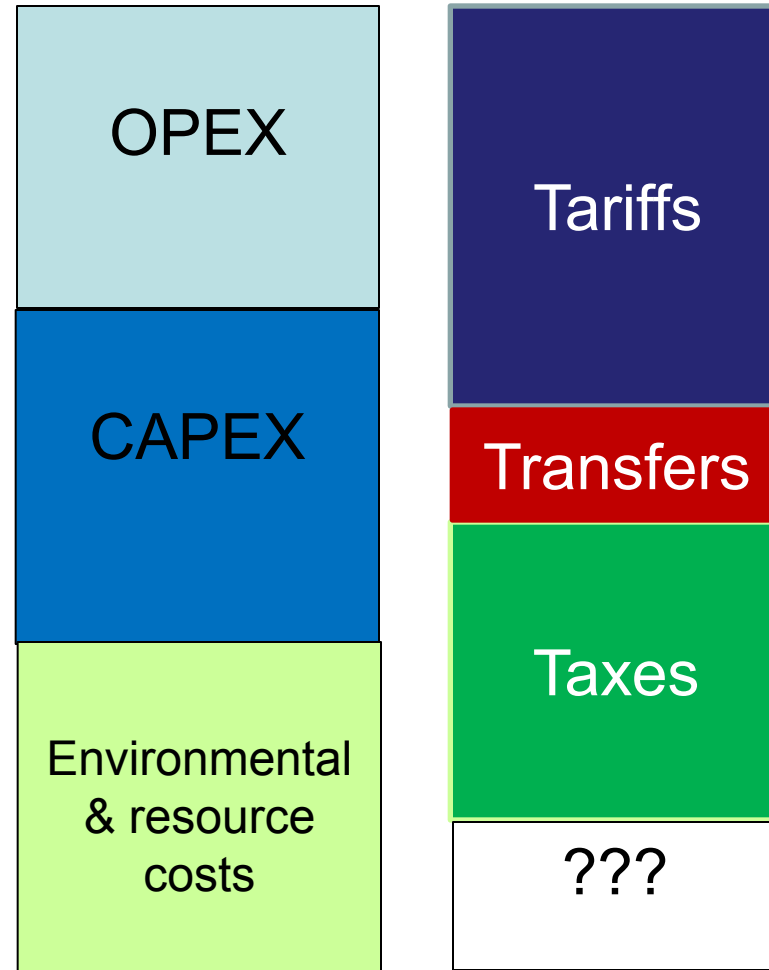 OPEX
CAPEX
Environmental
& resource
costs
Tariffs
Transfers
Taxes
???